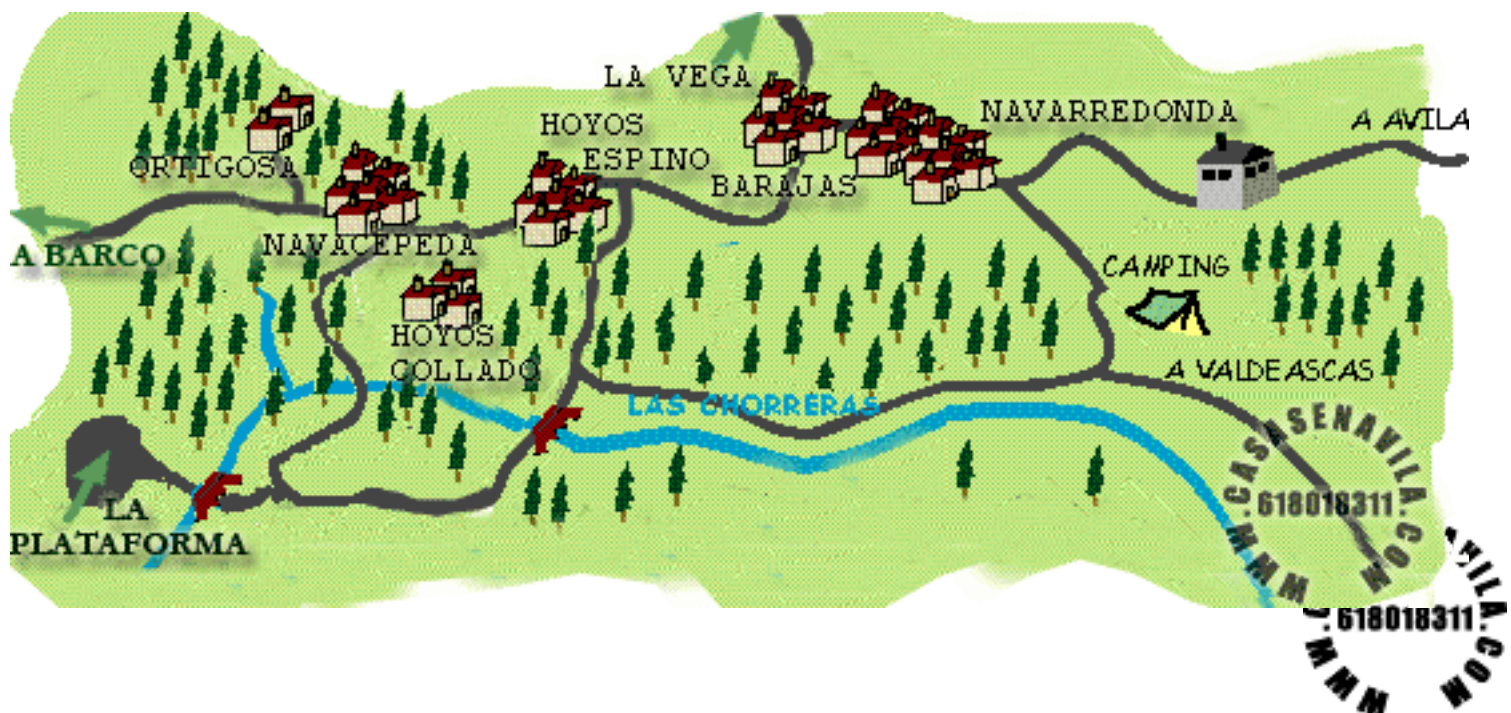 LA VEGA
HOYOS
ESPINO
NAVARREDONDA
A AVILA
ORTIGOSA
BARAJAS
NAVACEPEDA
A BARCO
CAMPING
HOYOS
COLLADO
A VALDEASCAS
LAS CHORRERAS
LA
PLATAFORMA
WWW.CASASENAVILA.COM
618018311
WWW. AVILA.COM
618018311